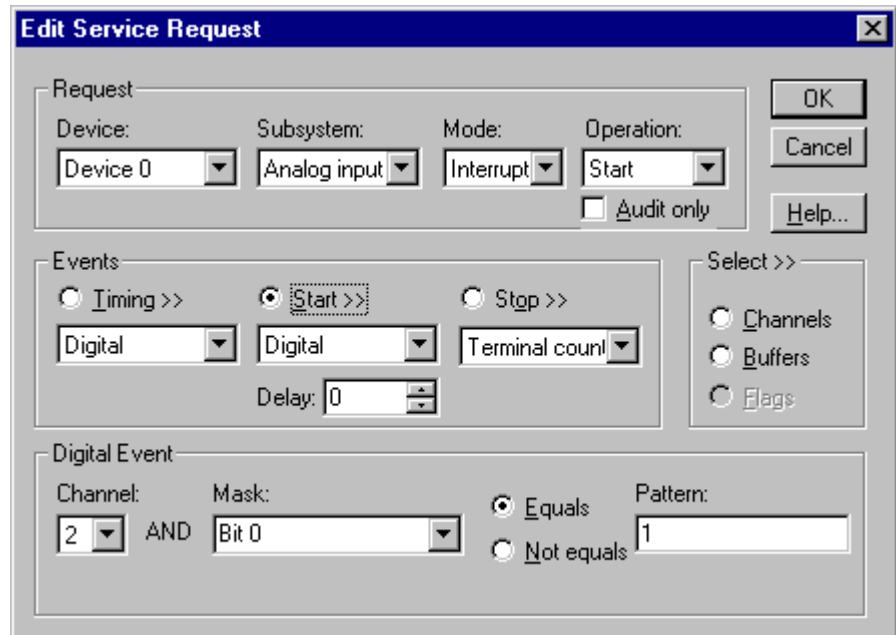 Edit Service Request
Request
Device: Subsystem: Mode: Operation:
Device 0 Analog input Interrupt Start
Audit only
OK
Cancel
Help...
Events
Timing >> Start >> Stop >>
Digital Digital Terminal count
Delay: 0
Select >>
Channels
Buffers
Flags
Digital Event
Channel: Mask: Pattern:
2 AND Bit 0 Equals 1
Not equals